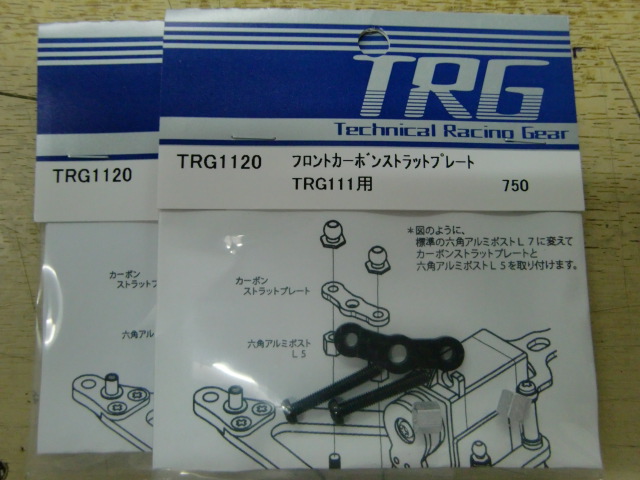 TRG
Technical Racing Gear
TRG1120
TRG1120 フロントカーボンストラットプレート
TRG111用 750
*図のように、
標準の六角アルミポストL7に変えて
カーボンストラットプレートと
六角アルミポストL5を取り付けます。
カーボン
ストラットプレート
カーボン
ストラットプレート
六角アルミポスト
L5
六角アルミ